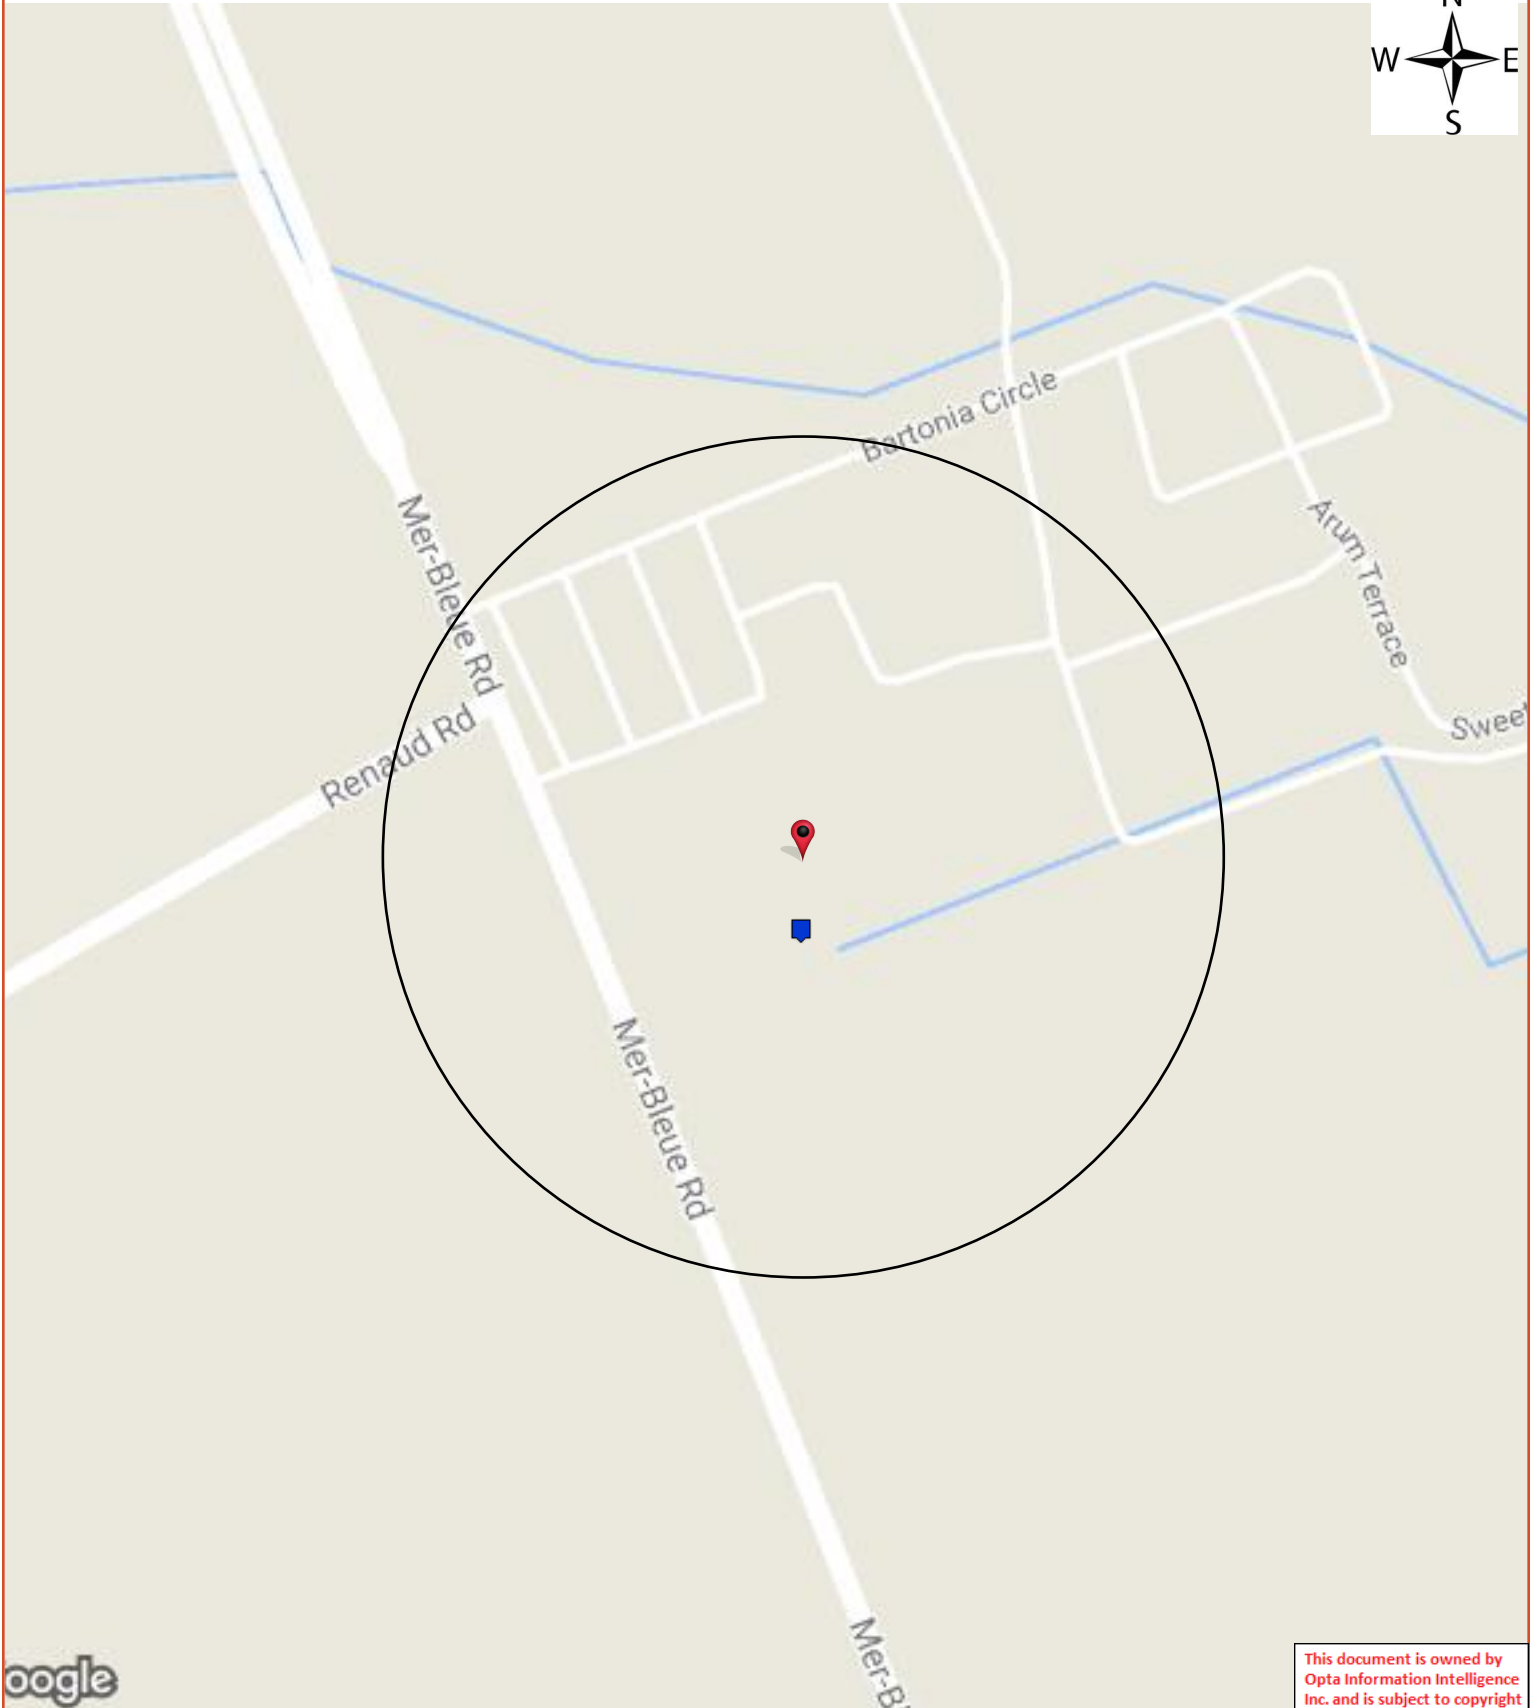 N
W E
S
Bartonia Circle
Mer-Bleue Rd
Arum Terrace
Renaud Rd
Sweet
Mer-Bleue Rd
Mer-B
oogle
This document is owned by
Opta Information Intelligence
Inc. and is subject to copyright